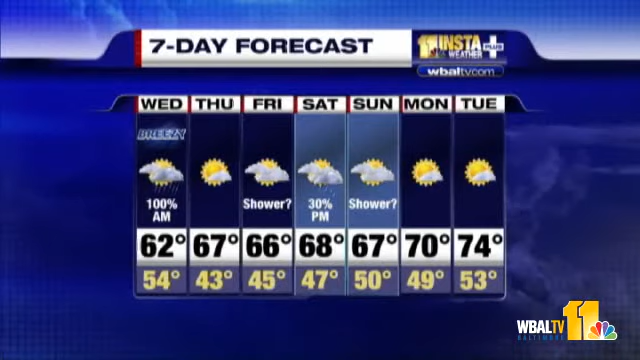 7-DAY FORECAST
11 INSTA
WEATHER PLUS
wbaltv.com
WED THU FRI SAT SUN MON TUE
BREEZY
100% AM
Shower?
30% PM
Shower?
62° 67° 66° 68° 67° 70° 74°
54° 43° 45° 47° 50° 49° 53°
WBALTV 11
BALTIMORE